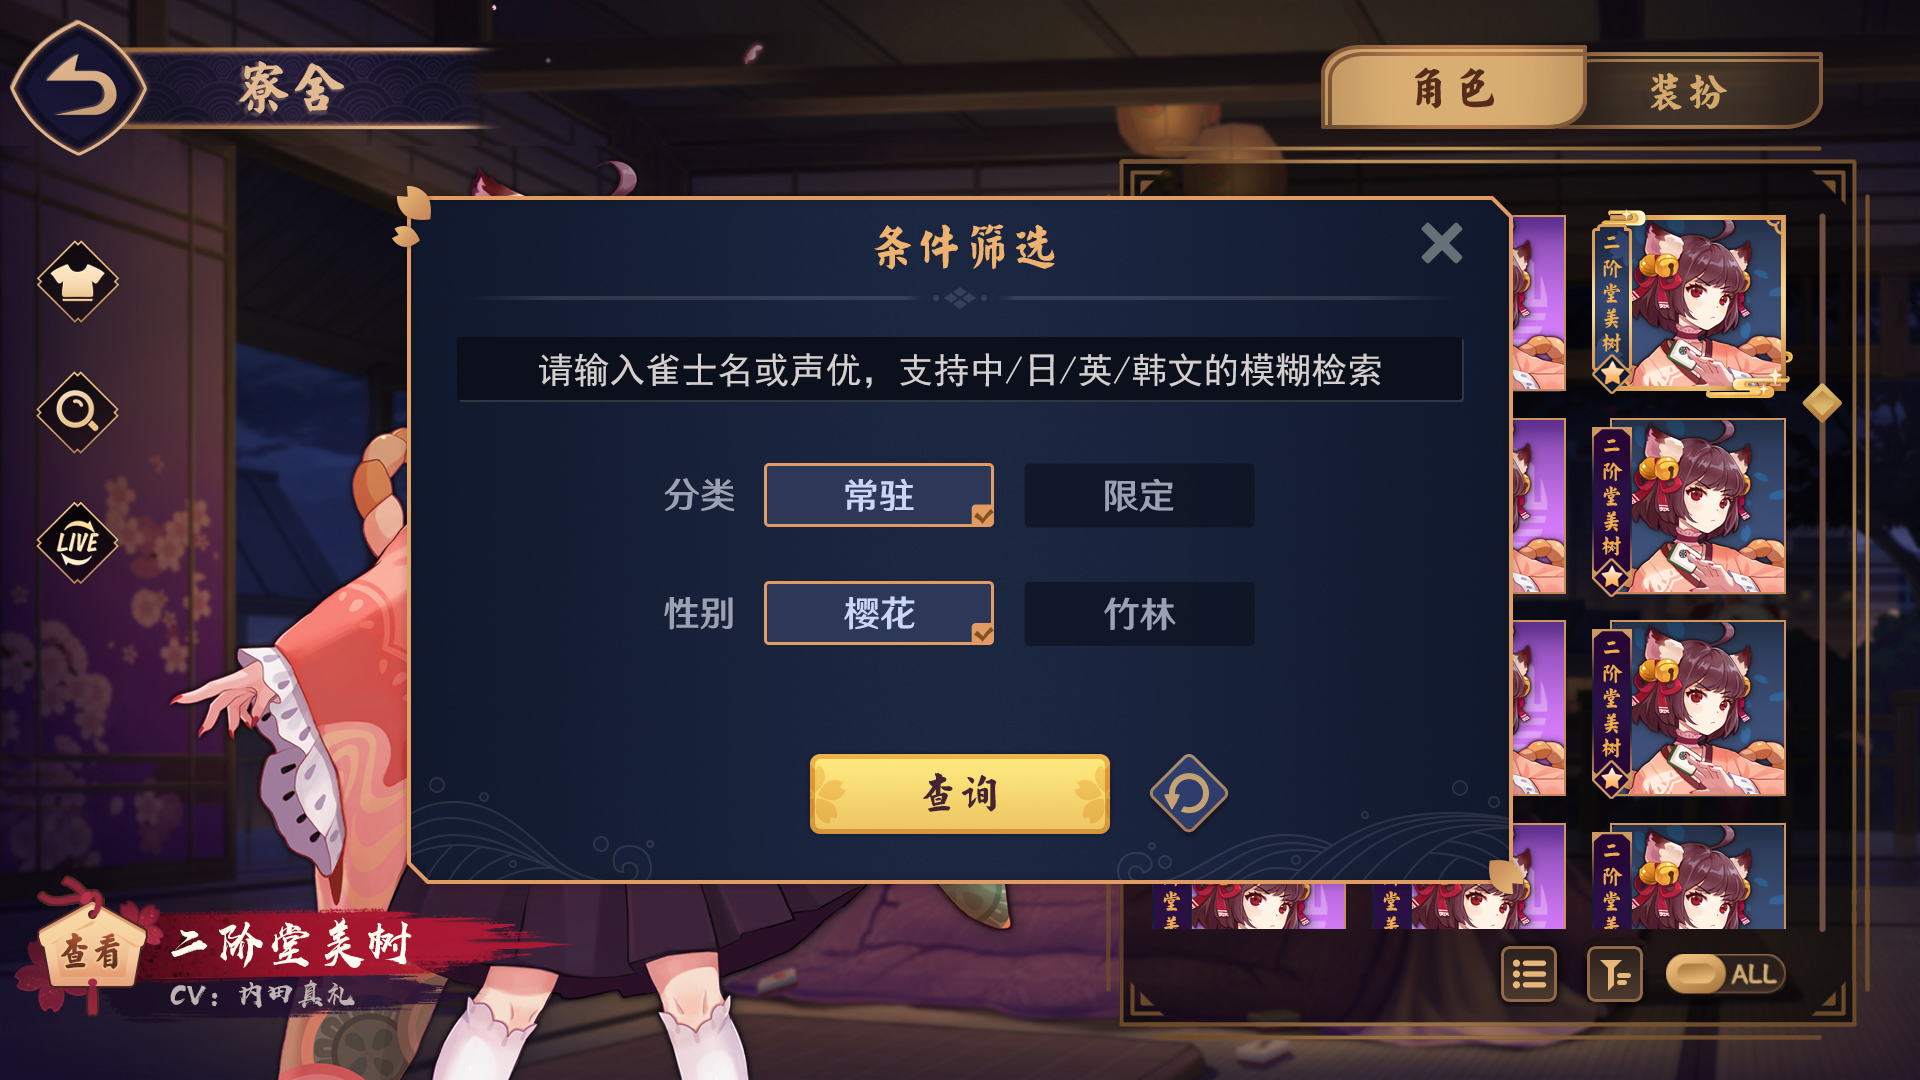 寮舍
角色
装扮
条件筛选
请输入雀士名或声优，支持中/日/英/韩文的模糊检索
分类
常驻
限定
性别
樱花
竹林
查询
LIVE
二阶堂美树
二阶堂美树
二阶堂美树
二阶堂
堂美
堂美
查看
二阶堂美树
CV：内田真礼
ALL